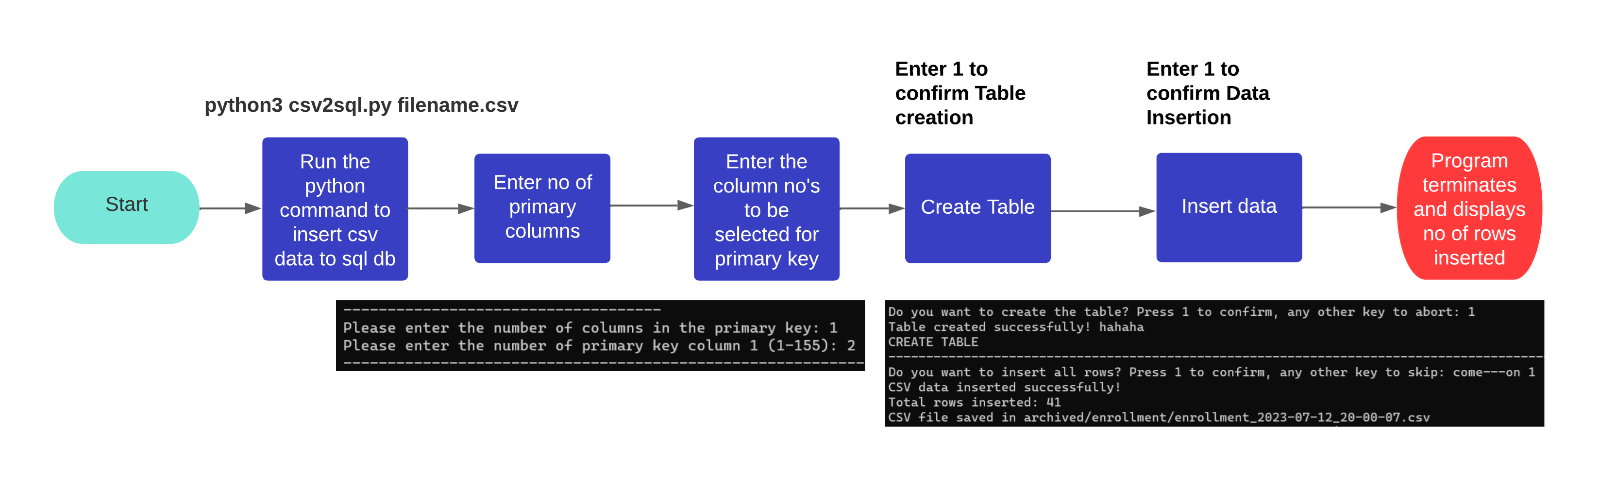 python3 csv2sql.py filename.csv
Enter 1 to
confirm Table
creation
Enter 1 to
confirm Data
Insertion
Start
Run the
python
command to
insert csv
data to sql db
Enter no of
primary
columns
Enter the
column no's
to be
selected for
primary key
Create Table
Insert data
Program
terminates
and displays
no of rows
inserted
------------------------------------
Please enter the number of columns in the primary key: 1
Please enter the number of primary key column 1 (1-155): 2
-----------------------------------------------------------
Do you want to create the table? Press 1 to confirm, any other key to abort: 1
Table created successfully! hahaha
CREATE TABLE
---------------------------------------------------------------------------------------
Do you want to insert all rows? Press 1 to confirm, any other key to skip: come---on 1
CSV data inserted successfully!
Total rows inserted: 41
CSV file saved in archived/enrollment/enrollment_2023-07-12_20-00-07.csv